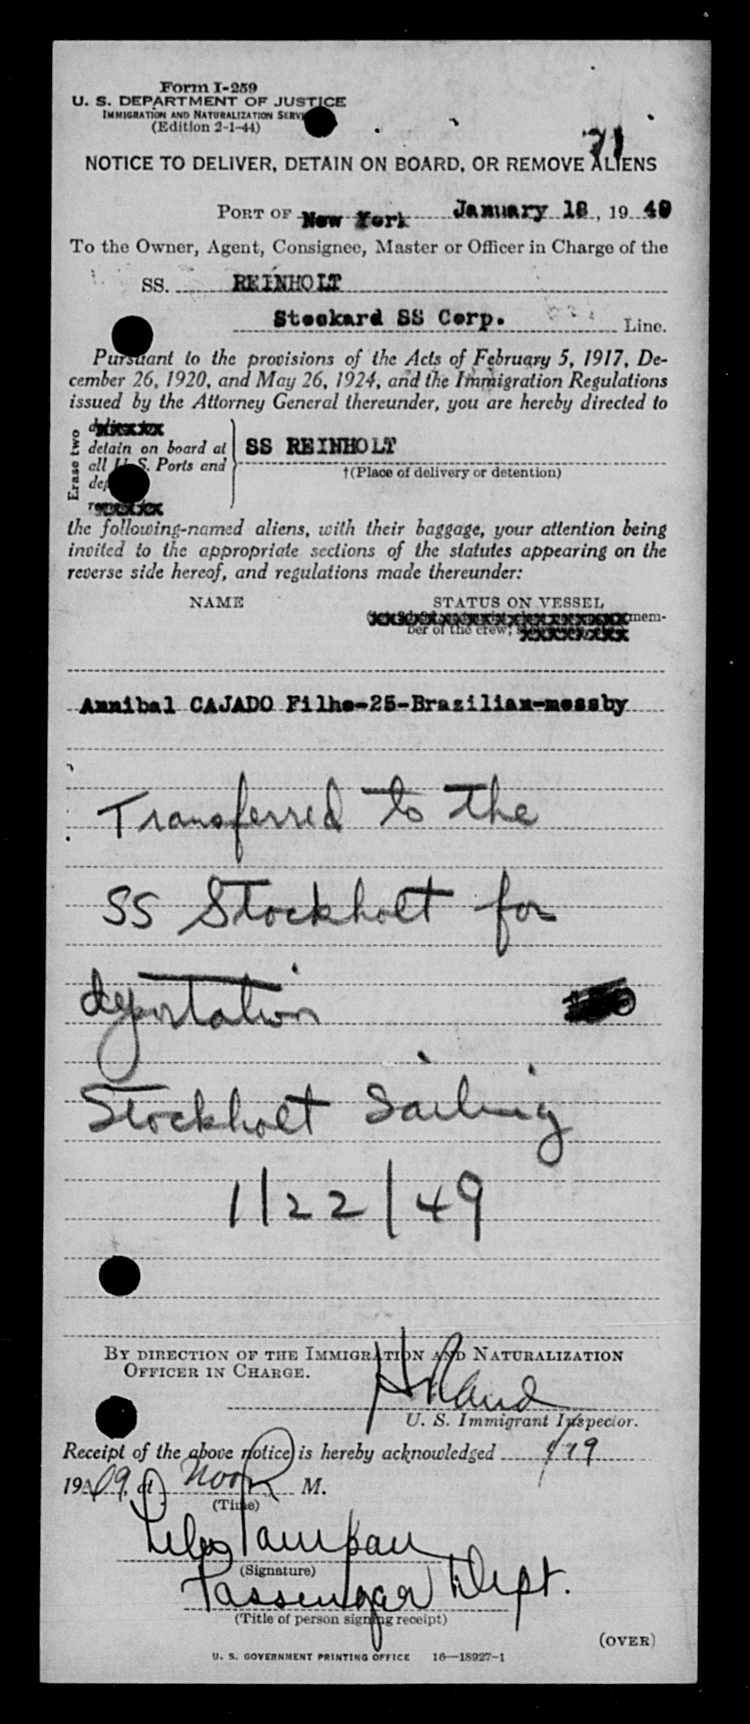 Form I-259
U. S. DEPARTMENT OF JUSTICE
IMMIGRATION AND NATURALIZATION SERV
(Edition 2-1-44)
71
NOTICE TO DELIVER, DETAIN ON BOARD, OR REMOVE ALIENS
PORT OF New York January 18, 1949
To the Owner, Agent, Consignee, Master or Officer in Charge of the
SS. REINHOLT
Stockard SS Corp. Line.
Pursuant to the provisions of the Acts of February 5, 1917, De-
cember 26, 1920, and May 26, 1924, and the Immigration Regulations
issued by the Attorney General thereunder, you are hereby directed to
Erase two
detain on board at
all U. S. Ports and
SS REINHOLT
†(Place of delivery or detention)
the following-named aliens, with their baggage, your attention being
invited to the appropriate sections of the statutes appearing on the
reverse side hereof, and regulations made thereunder:
NAME STATUS ON VESSEL
mem-
ber of the crew;
Annibal CAJADO Filho-25-Brazilian-messby
Transferred to the
SS Stockholt for
deportation
Stockholt Sailing
1/22/49
BY DIRECTION OF THE IMMIGRATION AND NATURALIZATION
OFFICER IN CHARGE.
U. S. Immigrant Inspector.
Receipt of the above notice is hereby acknowledged
19 at Noon M.
(Time)
(Signature)
Passenger Dept.
(Title of person signing receipt)
(OVER)
U. S. GOVERNMENT PRINTING OFFICE 16—18927-1